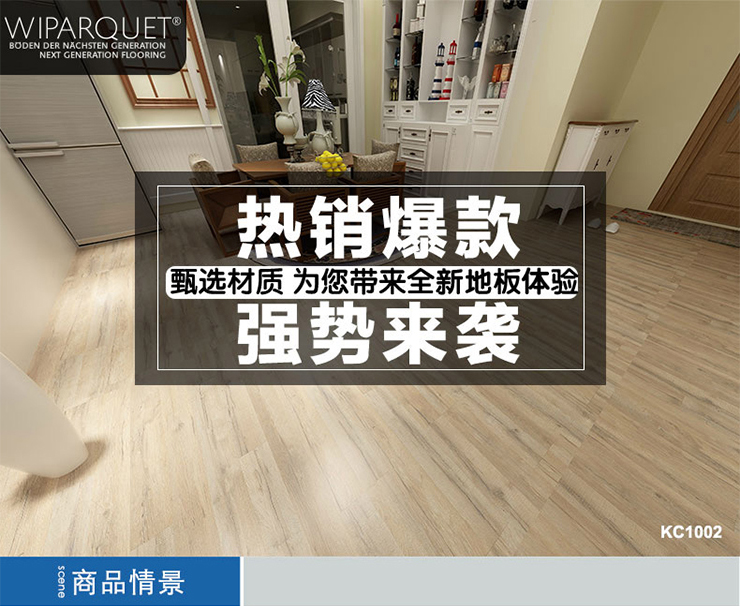 WIPARQUET®
BODEN DER NÄCHSTEN GENERATION
NEXT GENERATION FLOORING
热销爆款
甄选材质 为您带来全新地板体验
强势来袭
KC1002
scene
商品情景